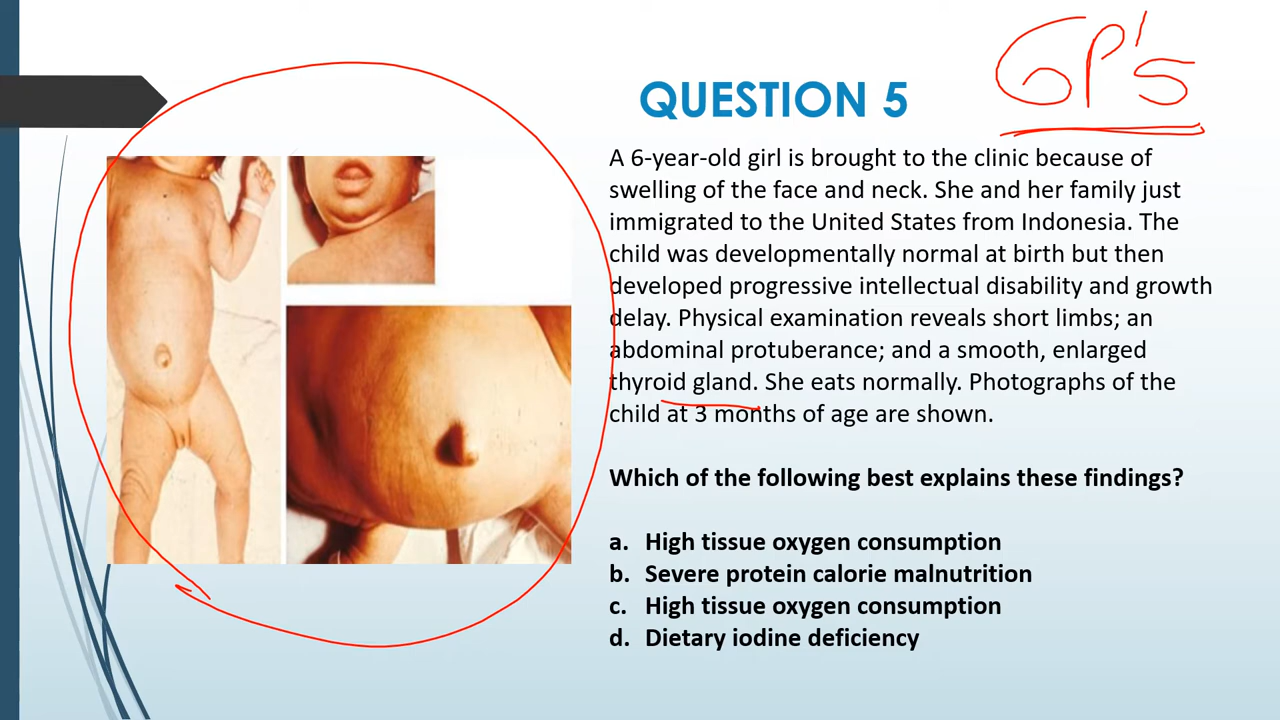 GP's
QUESTION 5
A 6-year-old girl is brought to the clinic because of
swelling of the face and neck. She and her family just
immigrated to the United States from Indonesia. The
child was developmentally normal at birth but then
developed progressive intellectual disability and growth
delay. Physical examination reveals short limbs; an
abdominal protuberance; and a smooth, enlarged
thyroid gland. She eats normally. Photographs of the
child at 3 months of age are shown.
Which of the following best explains these findings?
a. High tissue oxygen consumption
b. Severe protein calorie malnutrition
c. High tissue oxygen consumption
d. Dietary iodine deficiency